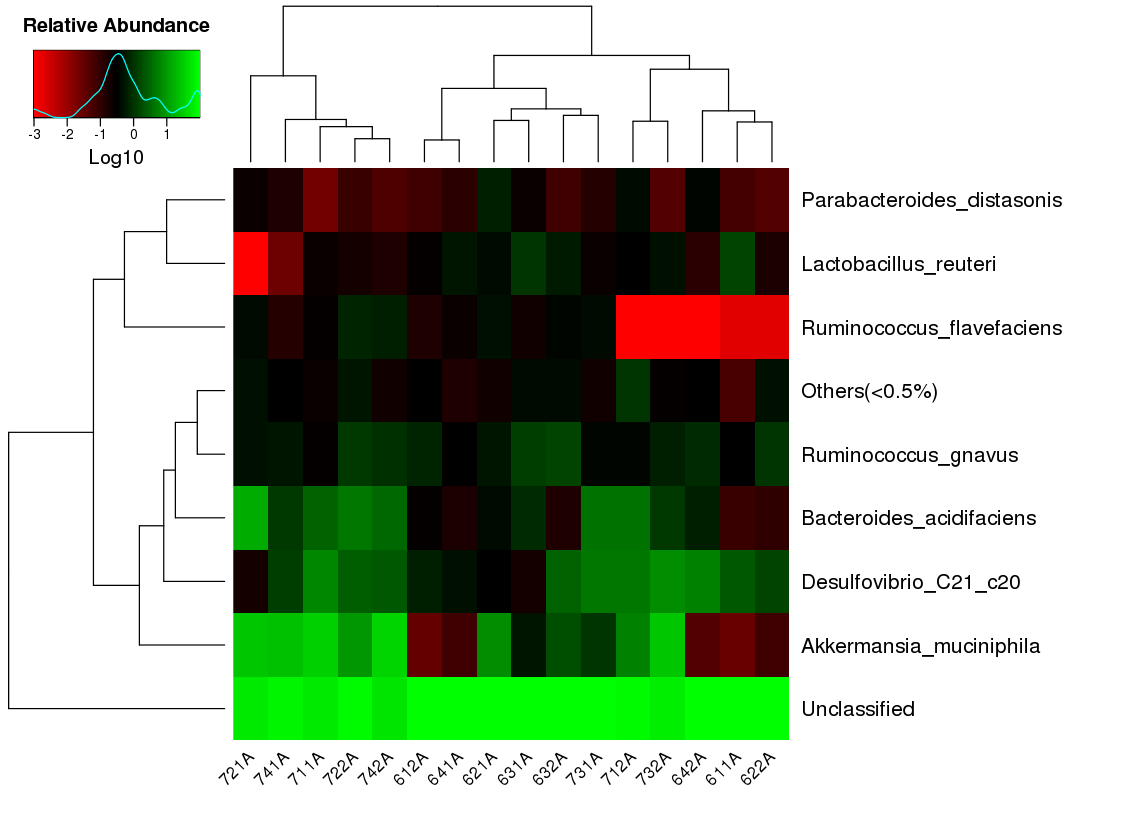 Relative Abundance
-3 -2 -1 0 1
Log10
Parabacteroides_distasonis
Lactobacillus_reuteri
Ruminococcus_flavefaciens
Others(<0.5%)
Ruminococcus_gnavus
Bacteroides_acidifaciens
Desulfovibrio_C21_c20
Akkermansia_muciniphila
Unclassified
721A 741A 711A 722A 742A 612A 641A 621A 631A 632A 731A 712A 732A 642A 611A 622A